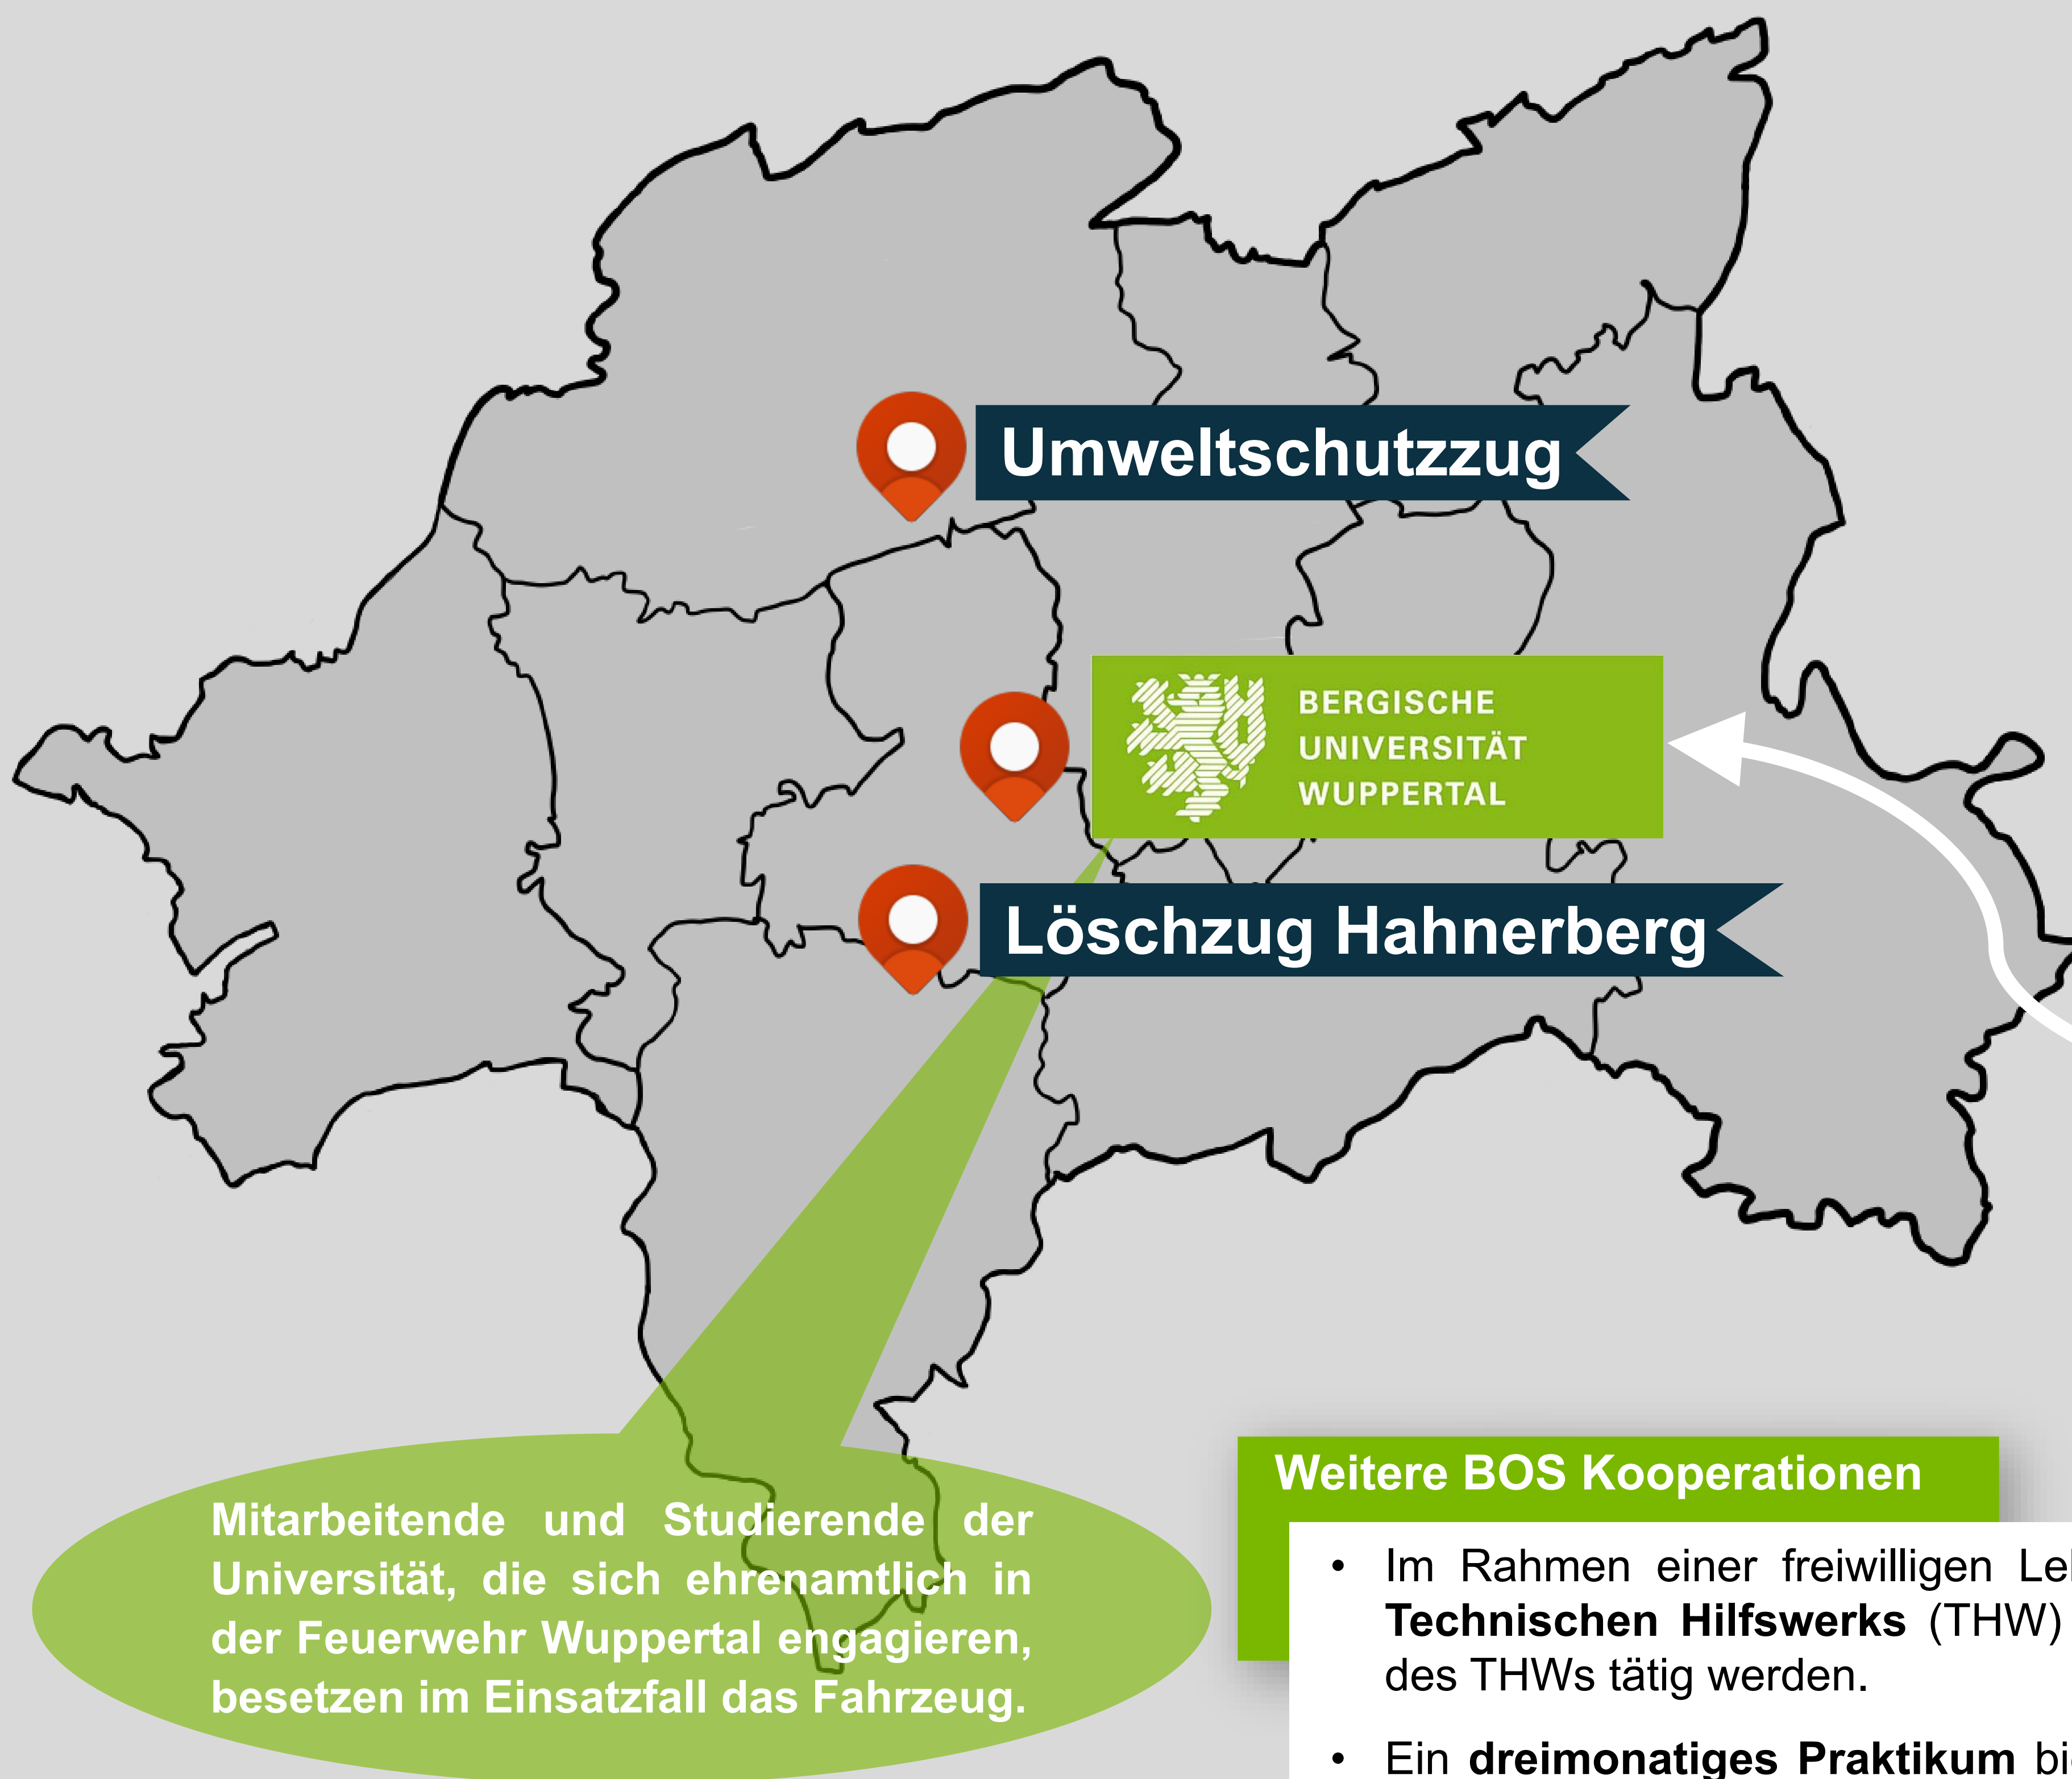 Umweltschutzzug
BERGISCHE
UNIVERSITÄT
WUPPERTAL
Löschzug Hahnerberg
Mitarbeitende und Studierende der
Universität, die sich ehrenamtlich in
der Feuerwehr Wuppertal engagieren,
besetzen im Einsatzfall das Fahrzeug.
Weitere BOS Kooperationen
• Im Rahmen einer freiwilligen
Technischen Hilfswerks (THW)
des THWs tätig werden.
• Ein dreimonatiges Praktikum